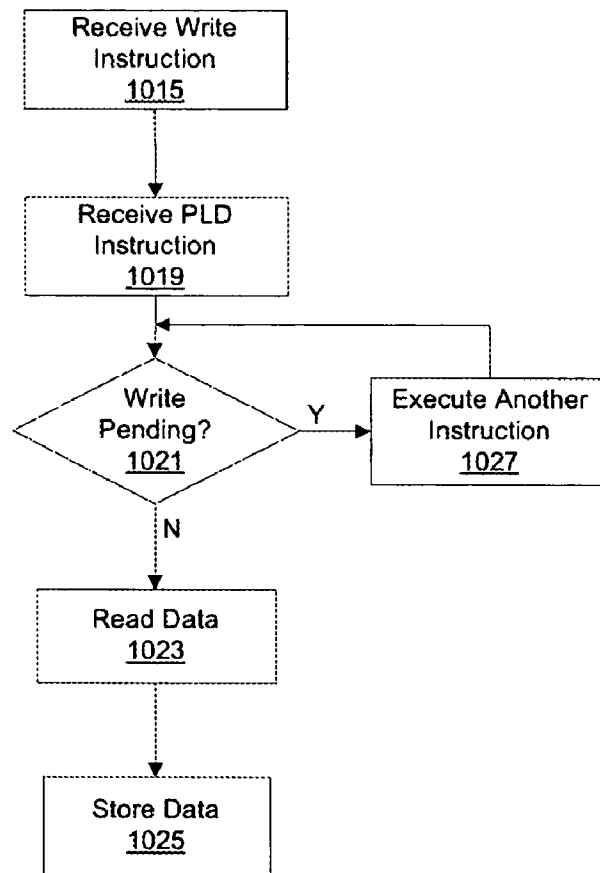 Receive Write
Instruction
1015
Receive PLD
Instruction
1019
Write
Pending?
1021
Y
Execute Another
Instruction
1027
N
Read Data
1023
Store Data
1025